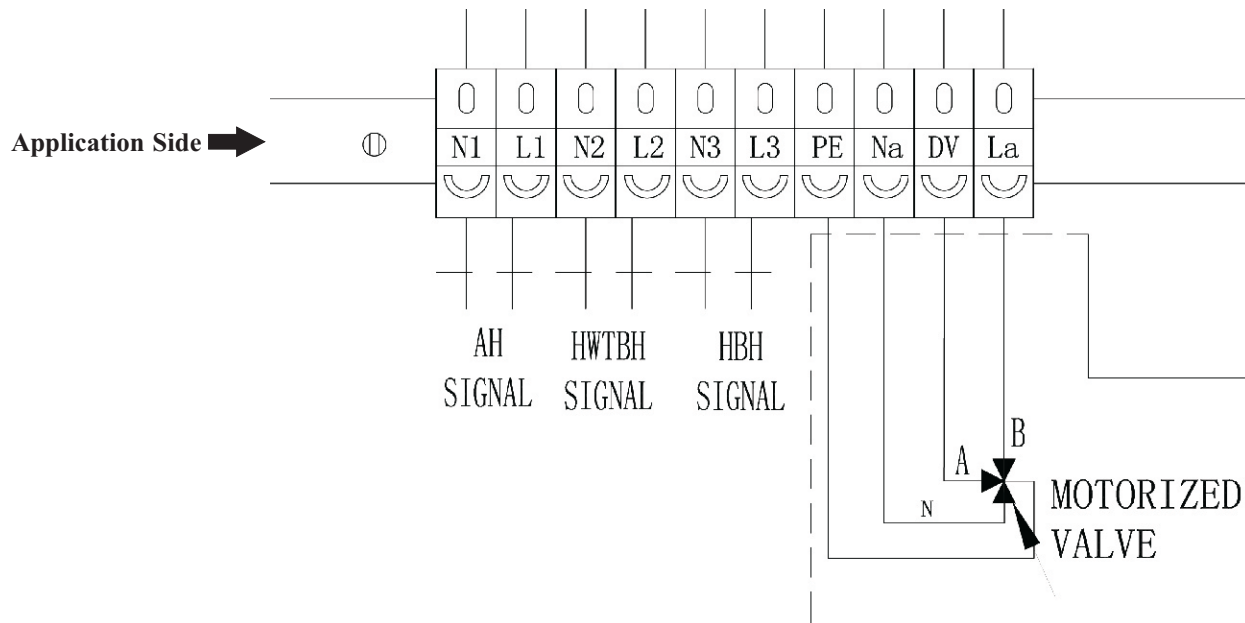 Application Side
N1 L1 N2 L2 N3 L3 PE Na DV La
AH
SIGNAL
HWTBH
SIGNAL
HBH
SIGNAL
B
A
N
MOTORIZED
VALVE